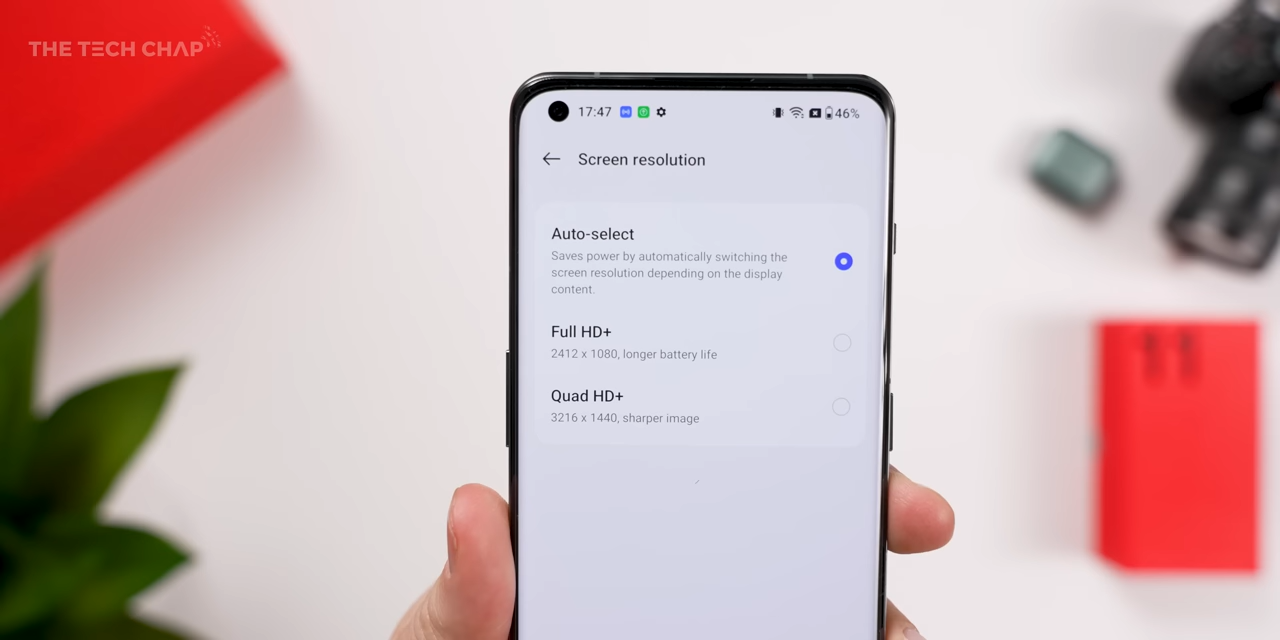 THE TECH CHAP
17:47
46%
Screen resolution
Auto-select
Saves power by automatically switching the
screen resolution depending on the display
content.
Full HD+
2412 x 1080, longer battery life
Quad HD+
3216 x 1440, sharper image
11